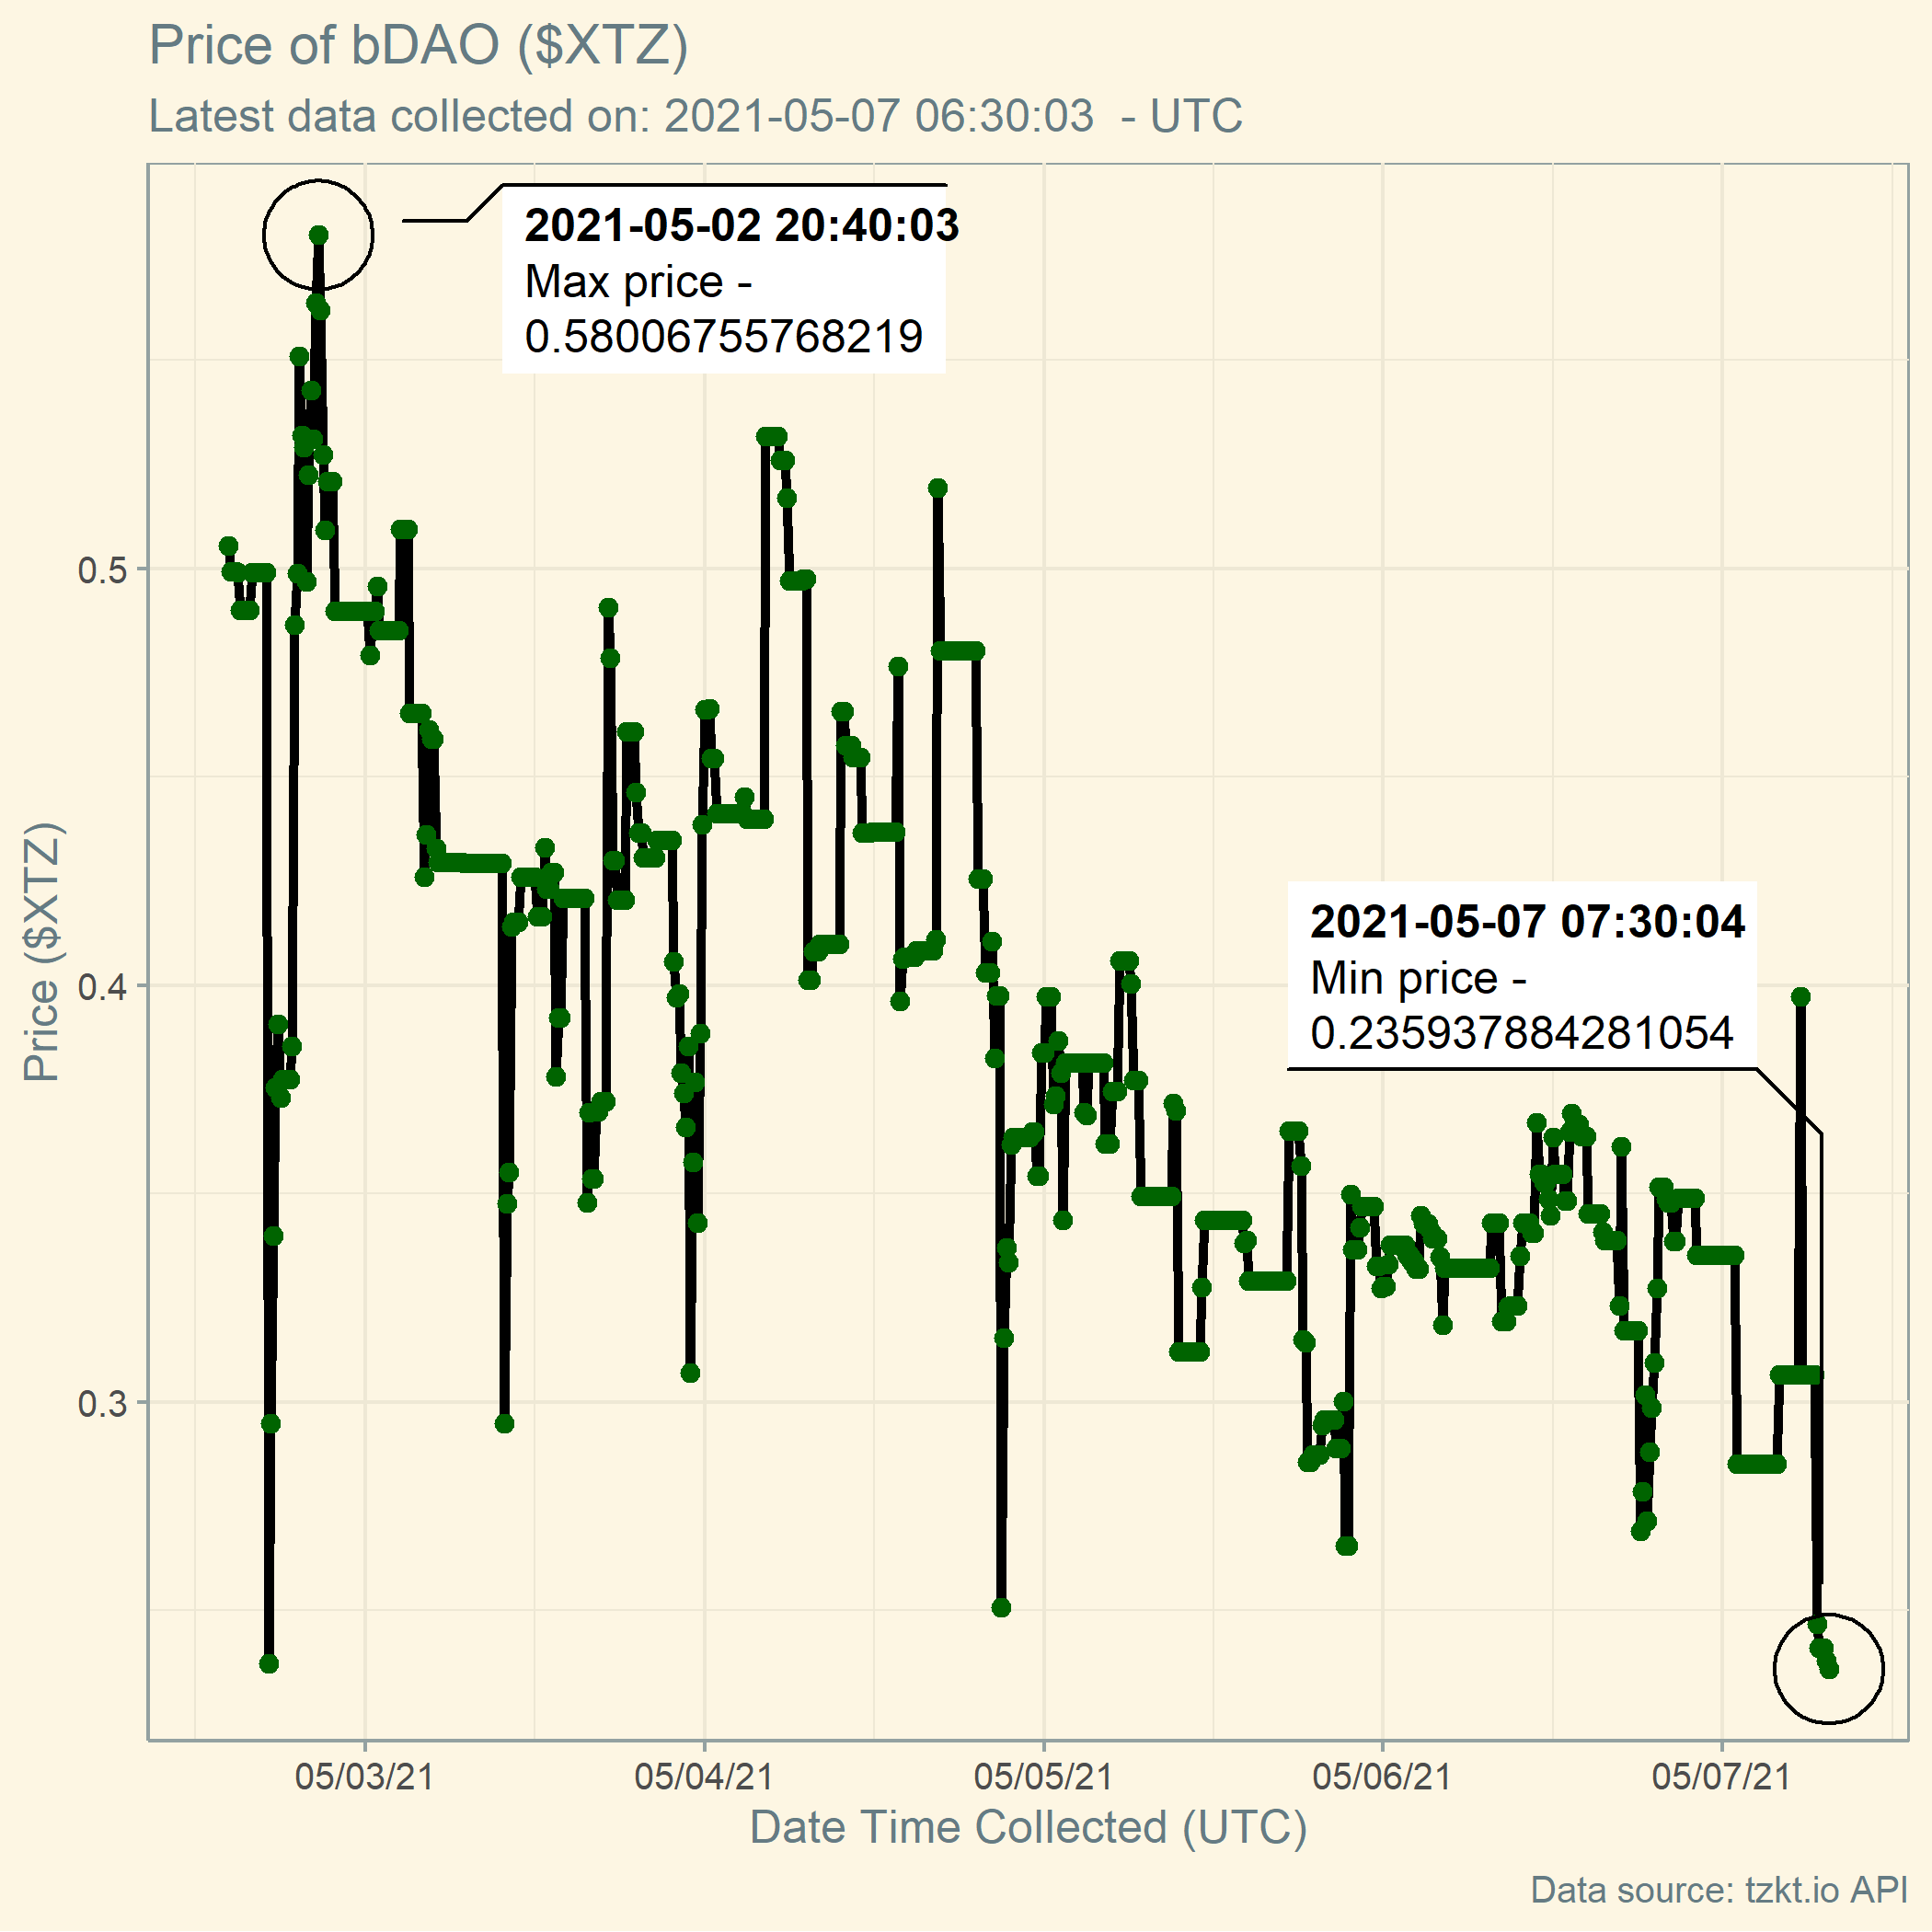 Price of bDAO ($XTZ)
Latest data collected on: 2021-05-07 06:30:03  - UTC
2021-05-02 20:40:03
Max price -
0.58006755768219
2021-05-07 07:30:04
Min price -
0.2359378842810​54
Price ($XTZ)
0.5
0.4
0.3
05/03/21
05/04/21
05/05/21
05/06/21
05/07/21
Date Time Collected (UTC)
Data source: tzkt.io API